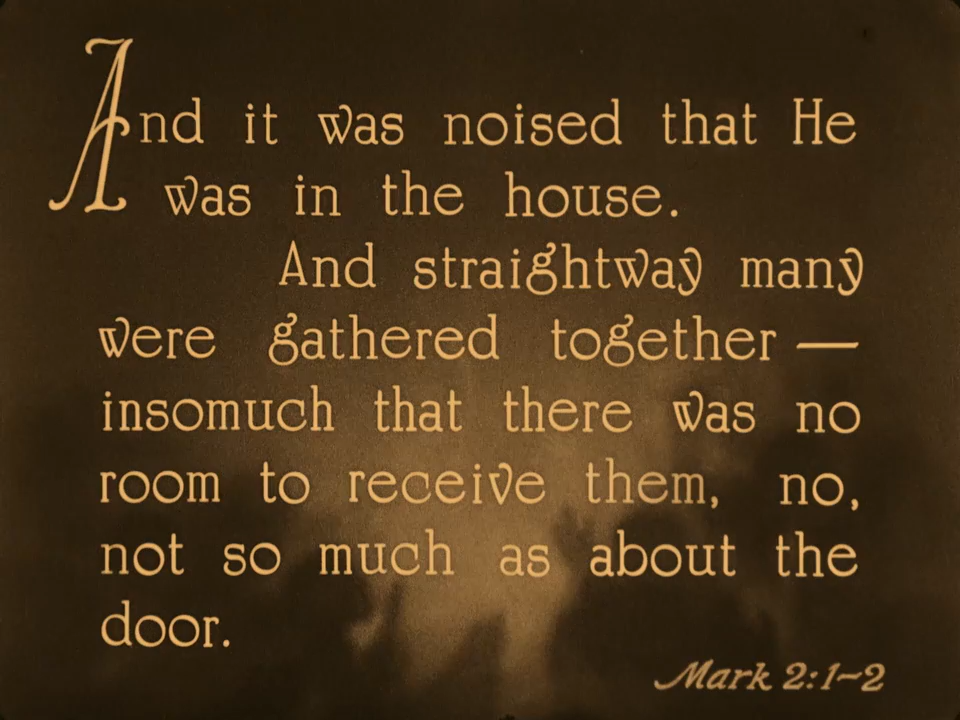 And it was noised that He
was in the house.
And straightway many
were gathered together —
insomuch that there was no
room to receive them, no,
not so much as about the
door.
Mark 2:1~2